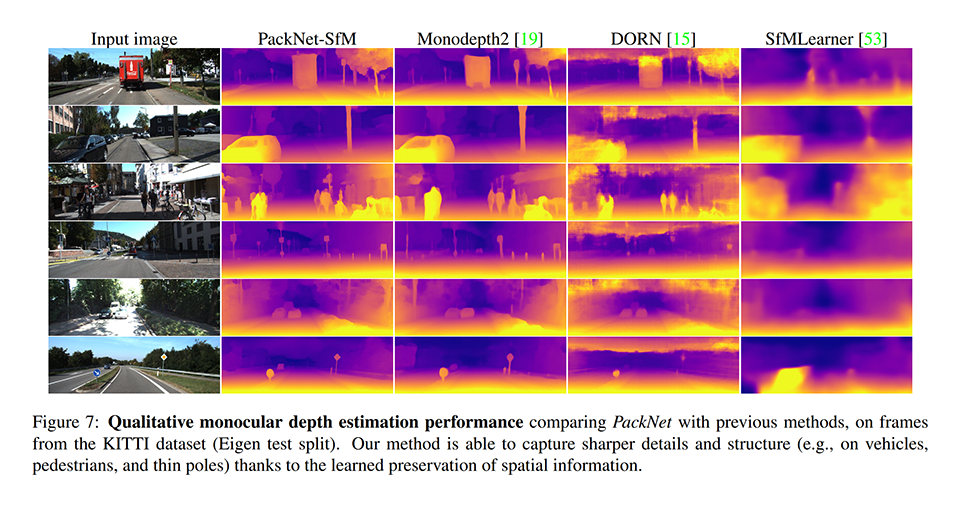 Input image PackNet-SfM Monodepth2 [19] DORN [15] SfMLearner [53]
Figure 7: Qualitative monocular depth estimation performance comparing PackNet with previous methods, on frames
from the KITTI dataset (Eigen test split). Our method is able to capture sharper details and structure (e.g., on vehicles,
pedestrians, and thin poles) thanks to the learned preservation of spatial information.